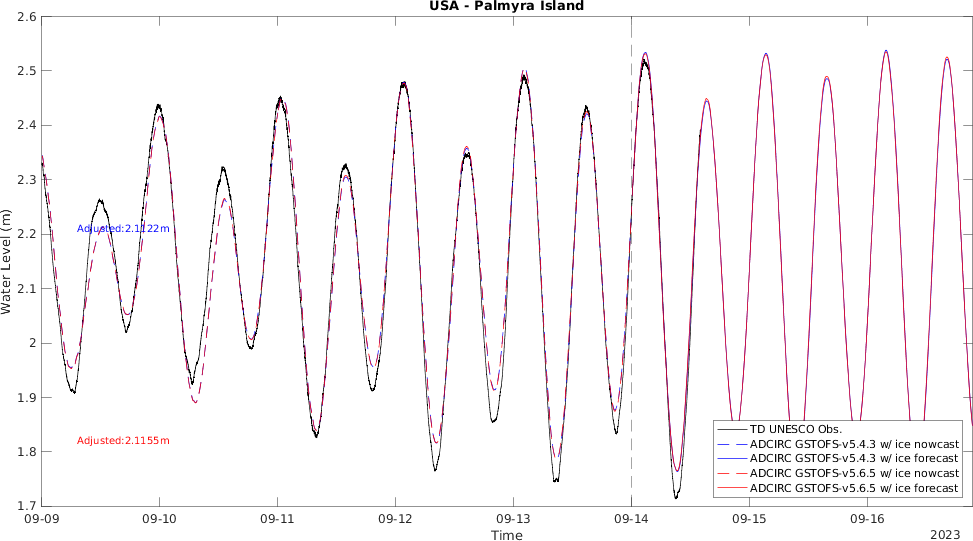 USA - Palmyra Island
2.6
2.5
2.4
2.3
2.2
2.1
2
1.9
1.8
1.7
Water Level (m)
Adjusted:2.1122m
Adjusted:2.1155m
TD UNESCO Obs.
ADCIRC GSTOFS-v5.4.3 w/ ice nowcast
ADCIRC GSTOFS-v5.4.3 w/ ice forecast
ADCIRC GSTOFS-v5.6.5 w/ ice nowcast
ADCIRC GSTOFS-v5.6.5 w/ ice forecast
09-09 09-10 09-11 09-12 09-13 09-14 09-15 09-16
Time
2023